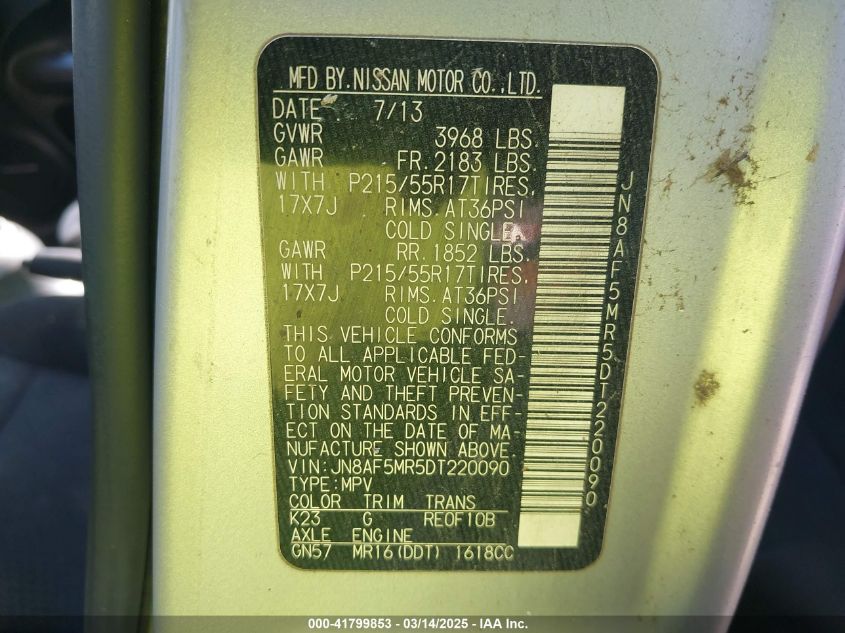 MFD BY. NISSAN MOTOR CO., LTD.
DATE 7/13
GVWR 3968 LBS.
GAWR FR. 2183 LBS.
WITH P215/55R17TIRES,
17X7J RIMS. AT36PSI
COLD SINGLE.
GAWR RR. 1852 LBS.
WITH P215/55R17TIRES,
17X7J RIMS. AT36PSI
COLD SINGLE.
THIS VEHICLE CONFORMS
TO ALL APPLICABLE FED-
ERAL MOTOR VEHICLE SA-
FETY AND THEFT PREVEN-
TION STANDARDS IN EFF-
ECT ON THE DATE OF MA-
NUFACTURE SHOWN ABOVE.
VIN: JN8AF5MR5DT220090
TYPE: MPV
COLOR TRIM TRANS
K23 G RE0F10B
AXLE ENGINE
GN57 MR16(DDT) 1618CC
JN8AF5MR5DT220090
000-41799853 - 03/14/2025 - IAA Inc.